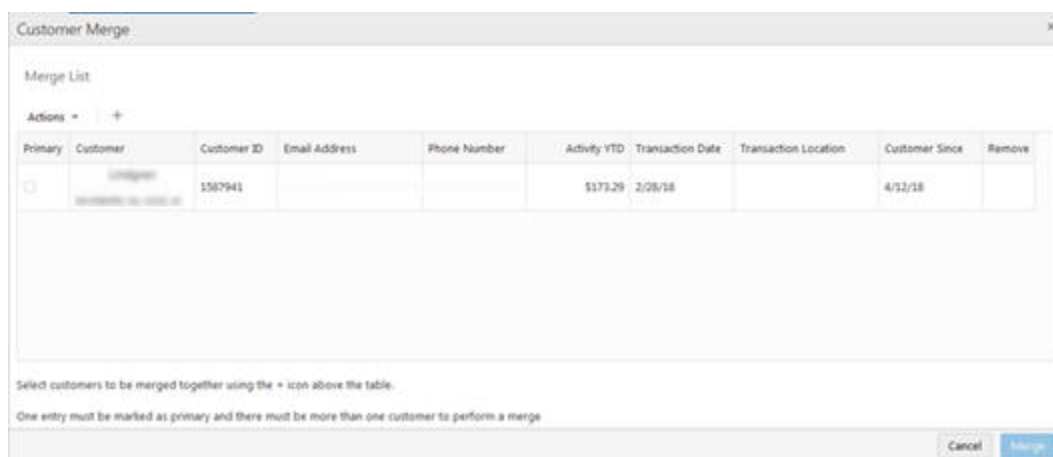 Customer Merge
Merge List
Actions
Primary Customer Customer ID Email Address Phone Number Activity YTD Transaction Date Transaction Location Customer Since Remove
1587941 $173.29 2/28/18 4/12/18
Select customers to be merged together using the + icon above the table.
One entry must be marked as primary and there must be more than one customer to perform a merge
Cancel Merge